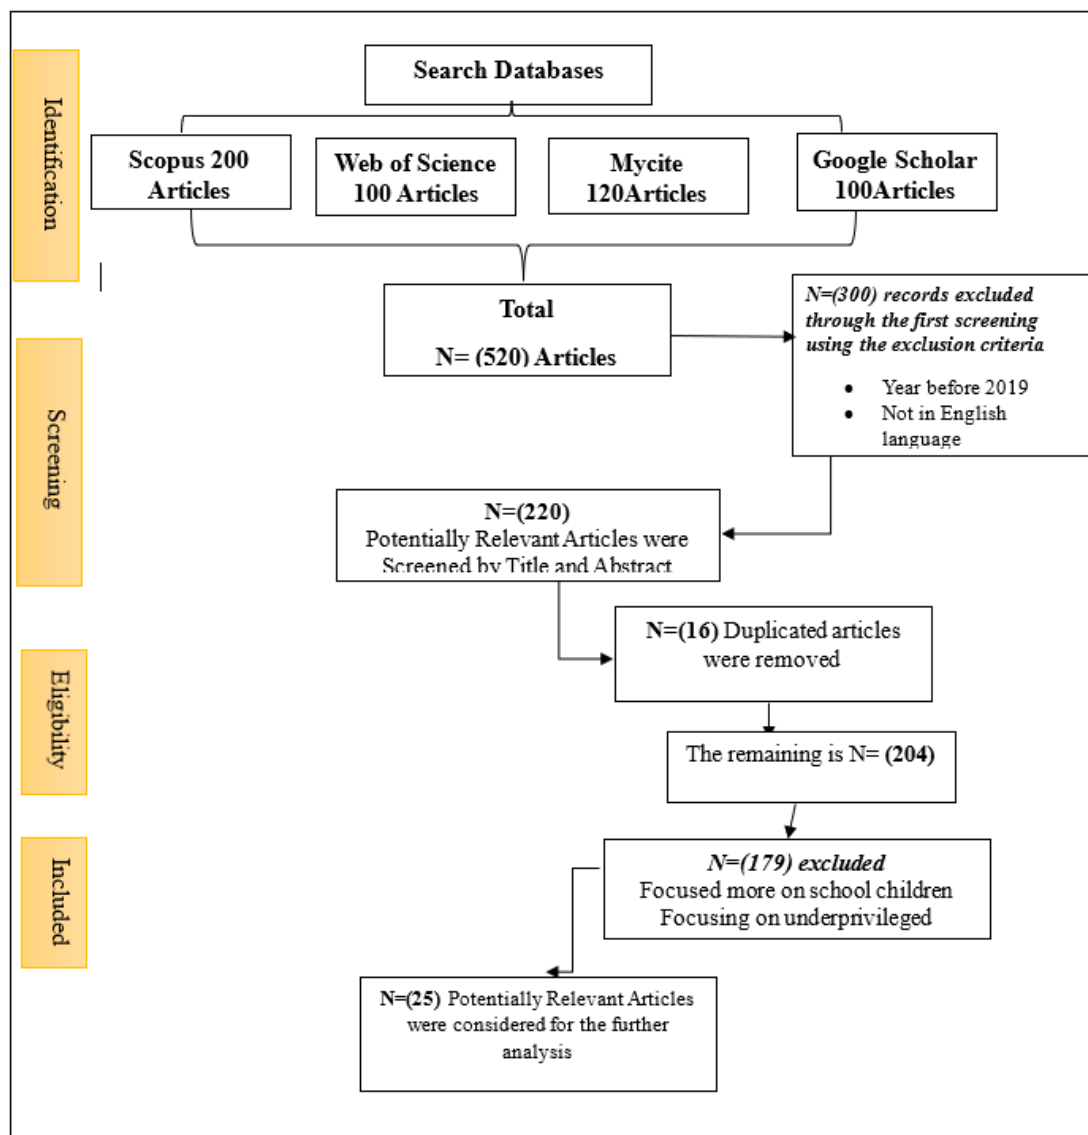 Identification
Search Databases
Scopus 200
Articles
Web of Science
100 Articles
Mycite
120Articles
Google Scholar
100Articles
Total
N= (520) Articles
N=(300) records excluded
through the first screening
using the exclusion criteria
• Year before 2019
• Not in English
language
Screening
N=(220)
Potentially Relevant Articles were
Screened by Title and Abstract
N=(16) Duplicated articles
were removed
Eligibility
The remaining is N= (204)
Included
N=(179) excluded
Focused more on school children
Focusing on underprivileged
N=(25) Potentially Relevant Articles
were considered for the further
analysis